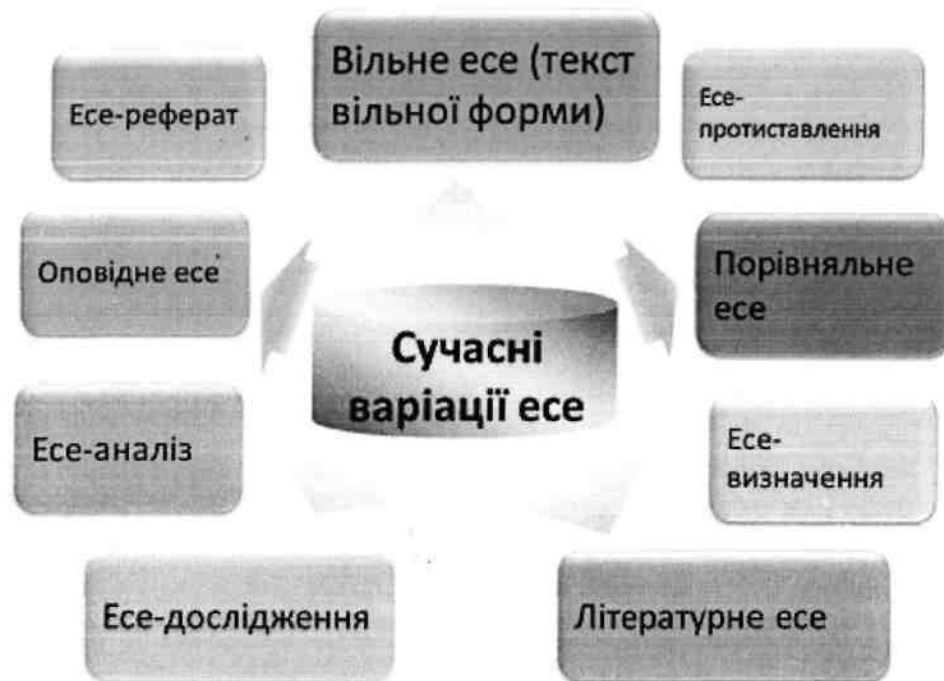 Вільне есе (текст
вільної форми)
Есе-реферат
Есе-
протиставлення
Оповідне есе
Порівняльне
есе
Сучасні
варіації есе
Есе-аналіз
Есе-
визначення
Есе-дослідження
Літературне есе